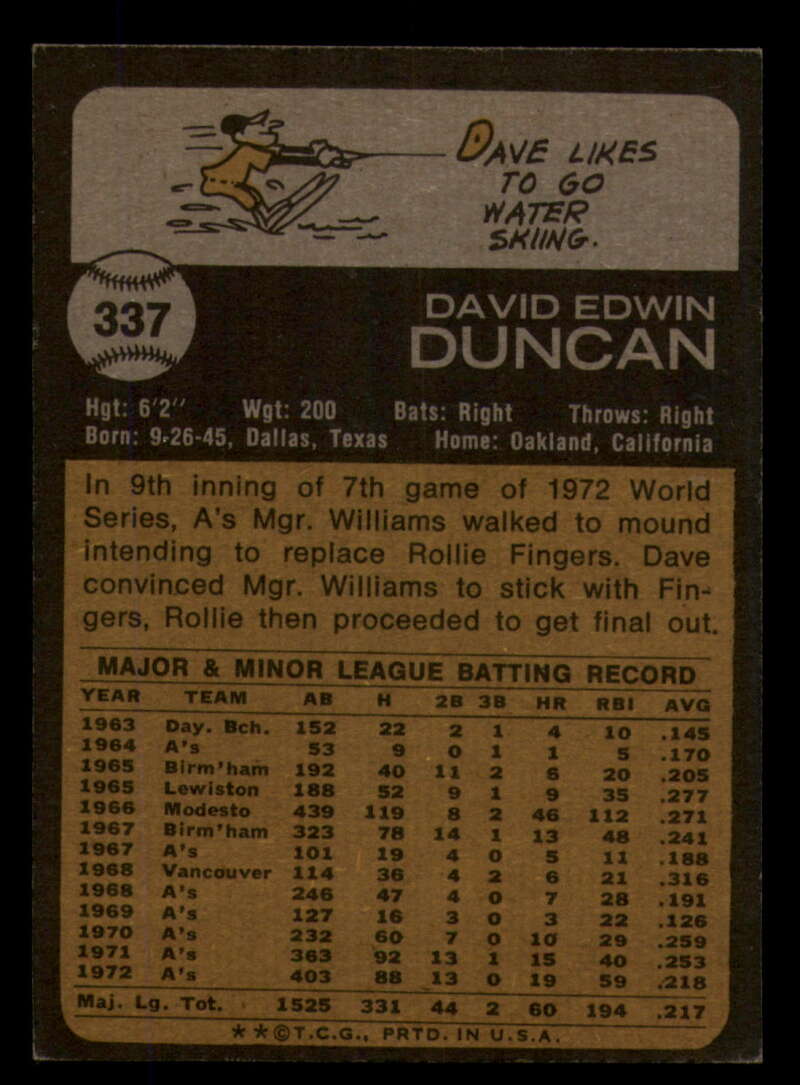 DAVE LIKES
TO GO
WATER
SKIING.
337
DAVID EDWIN
DUNCAN
Hgt: 6'2" Wgt: 200 Bats: Right Throws: Right
Born: 9-26-45, Dallas, Texas Home: Oakland, California
In 9th inning of 7th game of 1972 World
Series, A's Mgr. Williams walked to mound
intending to replace Rollie Fingers. Dave
convinced Mgr. Williams to stick with Fin-
gers, Rollie then proceeded to get final out.
MAJOR & MINOR LEAGUE BATTING RECORD
YEAR TEAM AB H 2B 3B HR RBI AVG
1963 Day. Bch. 152 22 2 1 4 10 .145
1964 A's 53 9 0 1 1 5 .170
1965 Birm'ham 192 40 11 2 6 20 .205
1965 Lewiston 188 52 9 1 9 35 .277
1966 Modesto 439 119 8 2 46 112 .271
1967 Birm'ham 323 78 14 1 13 48 .241
1967 A's 101 19 4 0 5 11 .188
1968 Vancouver 114 36 4 2 6 21 .316
1968 A's 246 47 4 0 7 28 .191
1969 A's 127 16 3 0 3 22 .126
1970 A's 232 60 7 0 10 29 .259
1971 A's 363 92 13 1 15 40 .253
1972 A's 403 88 13 0 19 59 .218
Maj. Lg. Tot. 1525 331 44 2 60 194 .217
**©T.C.G., PRTD. IN U.S.A.